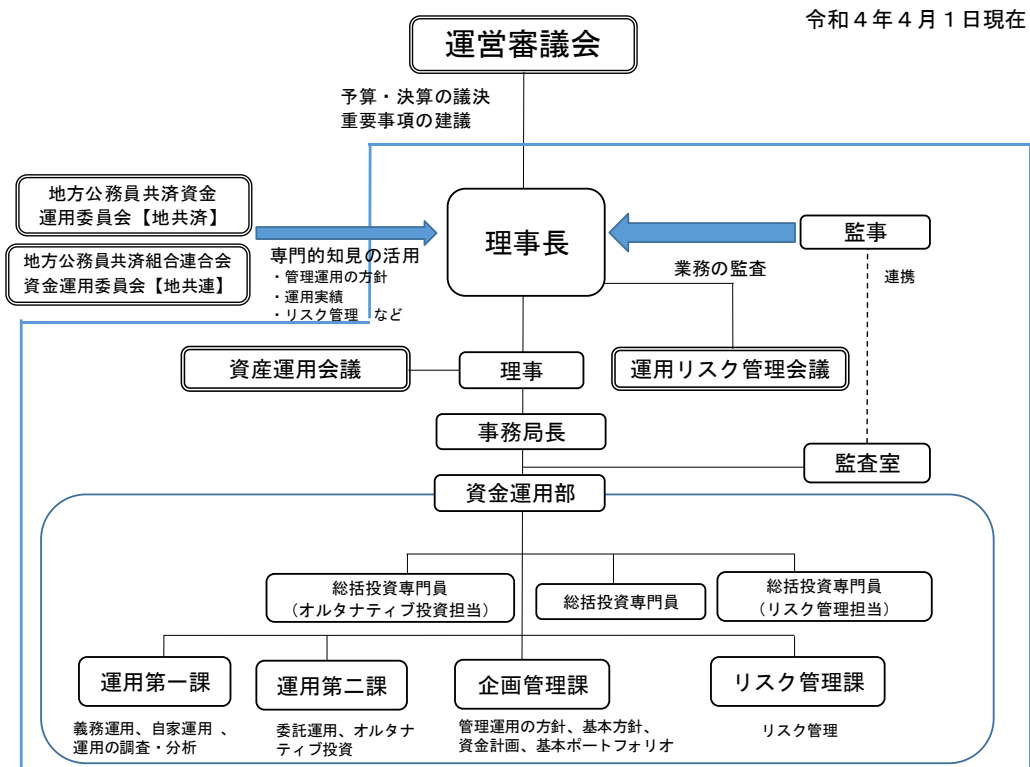 令和４年４月１日現在
運営審議会
予算・決算の議決
重要事項の建議
地方公務員共済資金
運用委員会【地共済】
地方公務員共済組合連合会
資金運用委員会【地共連】
専門的知見の活用
・管理運用の方針
・運用実績
・リスク管理　など
理事長
監事
業務の監査
連携
資産運用会議
理事
運用リスク管理会議
事務局長
監査室
資金運用部
総括投資専門員
（オルタナティブ投資担当）
総括投資専門員
総括投資専門員
（リスク管理担当）
運用第一課
義務運用、自家運用 、
運用の調査・分析
運用第二課
委託運用、オルタナ
ティブ投資
企画管理課
管理運用の方針、基本方針、
資金計画、基本ポートフォリオ
リスク管理課
リスク管理